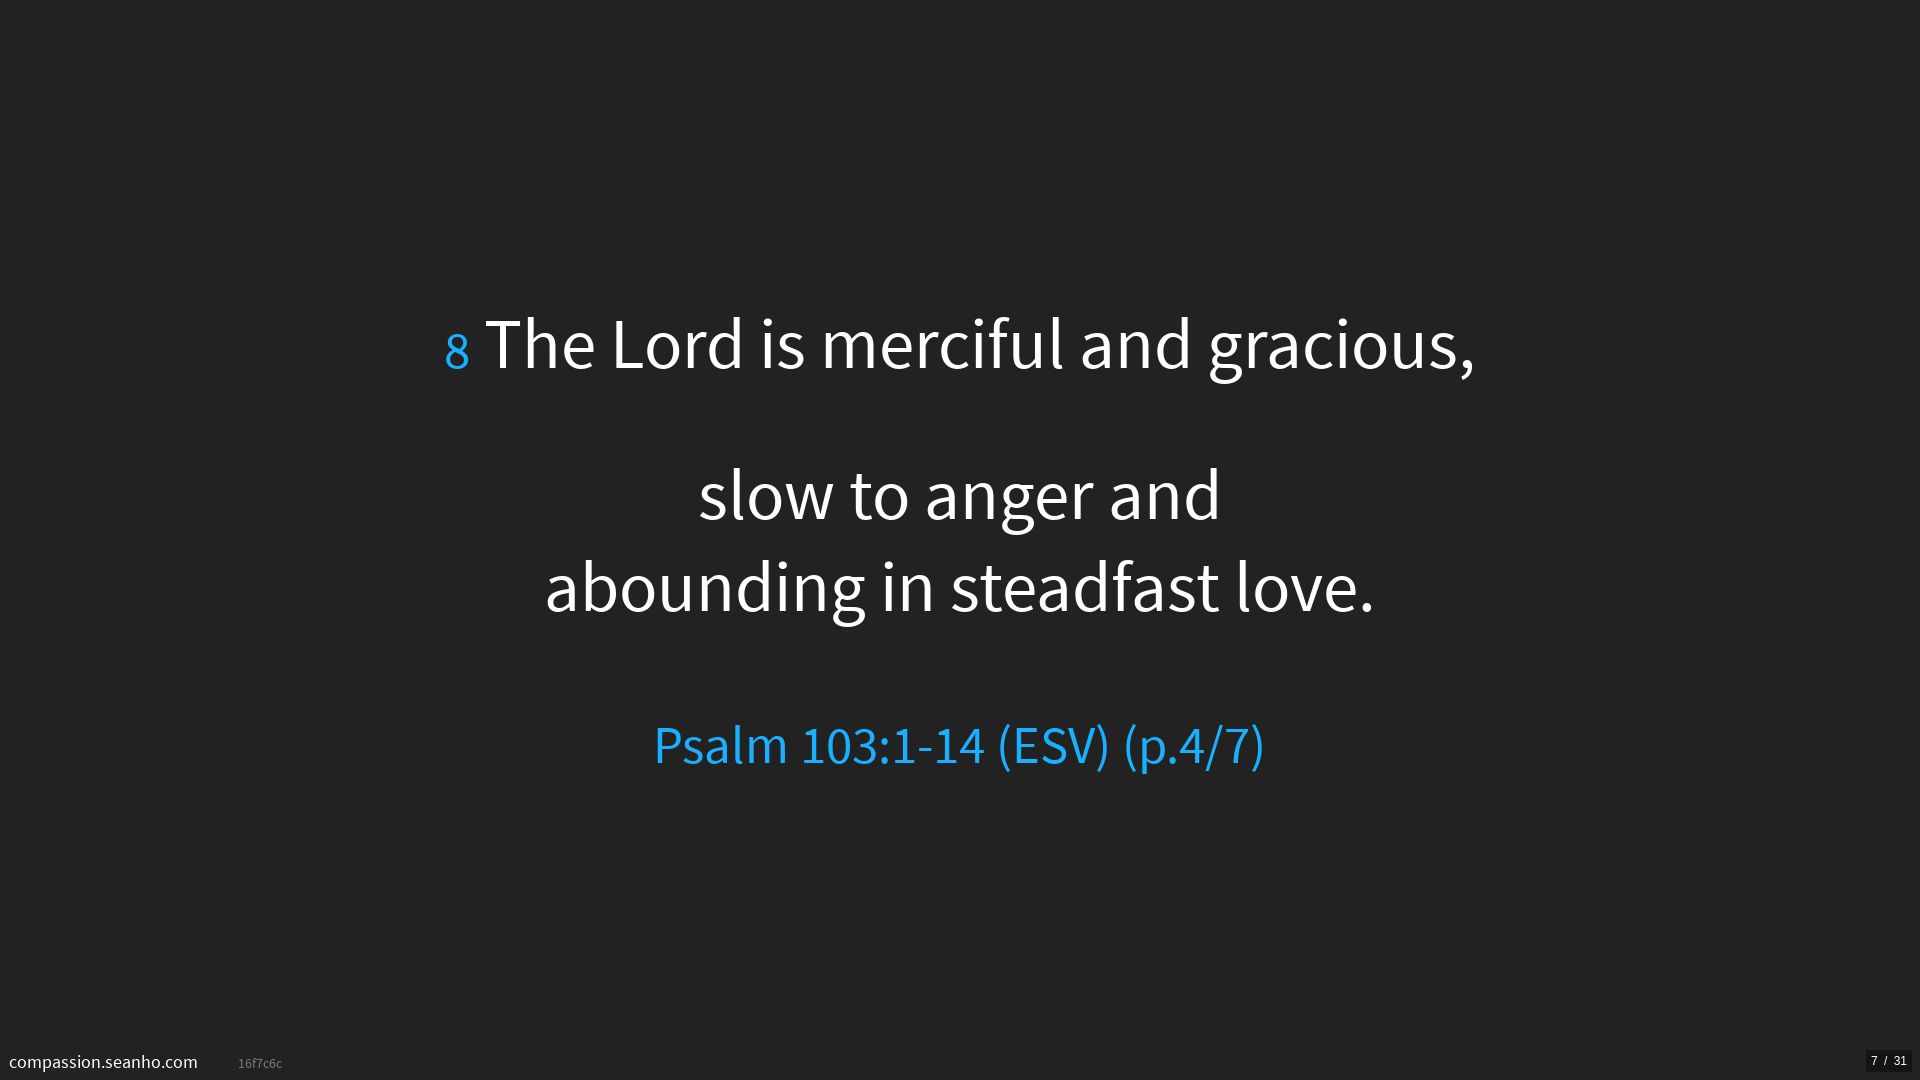 8 The Lord is merciful and gracious,
slow to anger and
abounding in steadfast love.
Psalm 103:1-14 (ESV) (p.4/7)
compassion.seanho.com 16f7c6c
7 / 31